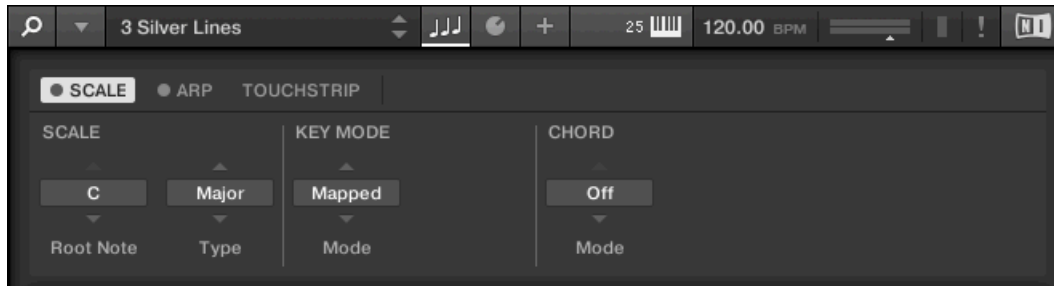 3 Silver Lines 25 120.00 BPM NI
SCALE ARP TOUCHSTRIP
SCALE KEY MODE CHORD
C Major Mapped Off
Root Note Type Mode Mode